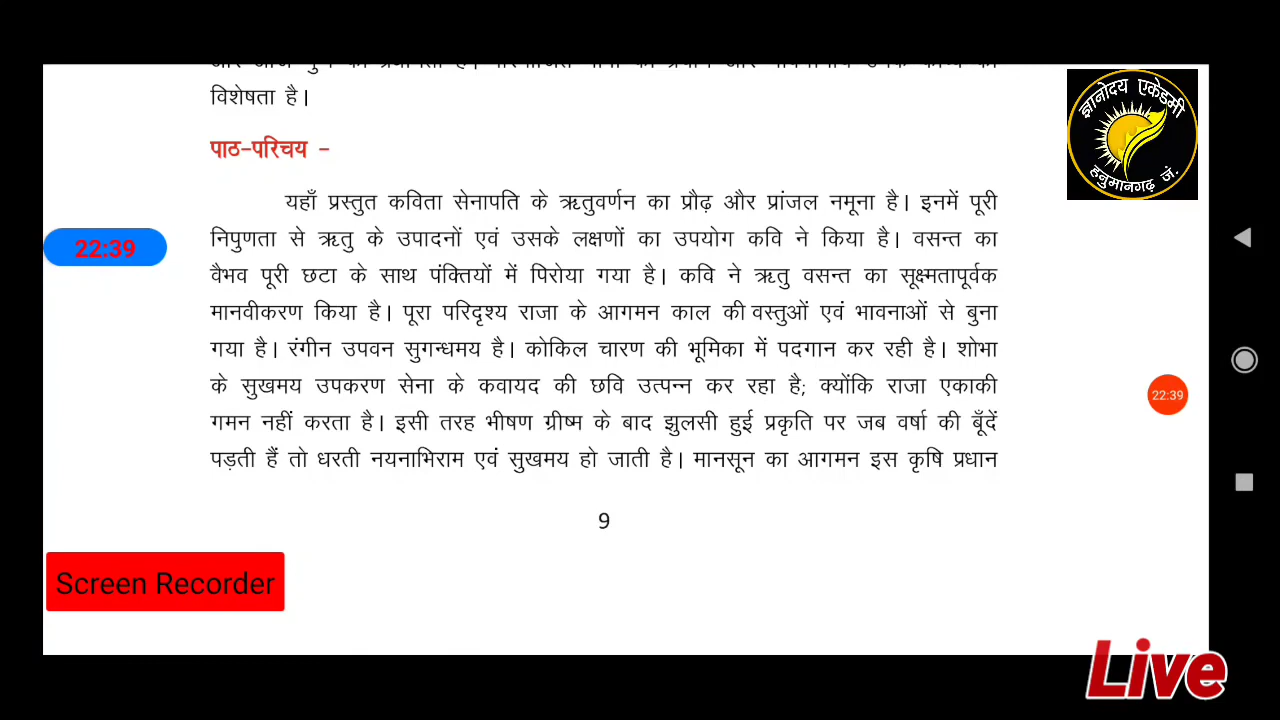 विशेषता है।
ज्ञानोदय एकेडमी
हनुमानगढ़ जं.
पाठ-परिचय -
यहाँ प्रस्तुत कविता सेनापति के ऋतुवर्णन का प्रौढ़ और प्रांजल नमूना है। इनमें पूरी
22:39
निपुणता से ऋतु के उपादनों एवं उसके लक्षणों का उपयोग कवि ने किया है। वसन्त का
वैभव पूरी छटा के साथ पंक्तियों में पिरोया गया है। कवि ने ऋतु वसन्त का सूक्ष्मतापूर्वक
मानवीकरण किया है। पूरा परिदृश्य राजा के आगमन काल की वस्तुओं एवं भावनाओं से बुना
गया है। रंगीन उपवन सुगन्धमय है। कोकिल चारण की भूमिका में पदगान कर रही है। शोभा
के सुखमय उपकरण सेना के कवायद की छवि उत्पन्न कर रहा है; क्योंकि राजा एकाकी
22:39
गमन नहीं करता है। इसी तरह भीषण ग्रीष्म के बाद झुलसी हुई प्रकृति पर जब वर्षा की बूँदें
पड़ती हैं तो धरती नयनाभिराम एवं सुखमय हो जाती है। मानसून का आगमन इस कृषि प्रधान
9
Screen Recorder
Live